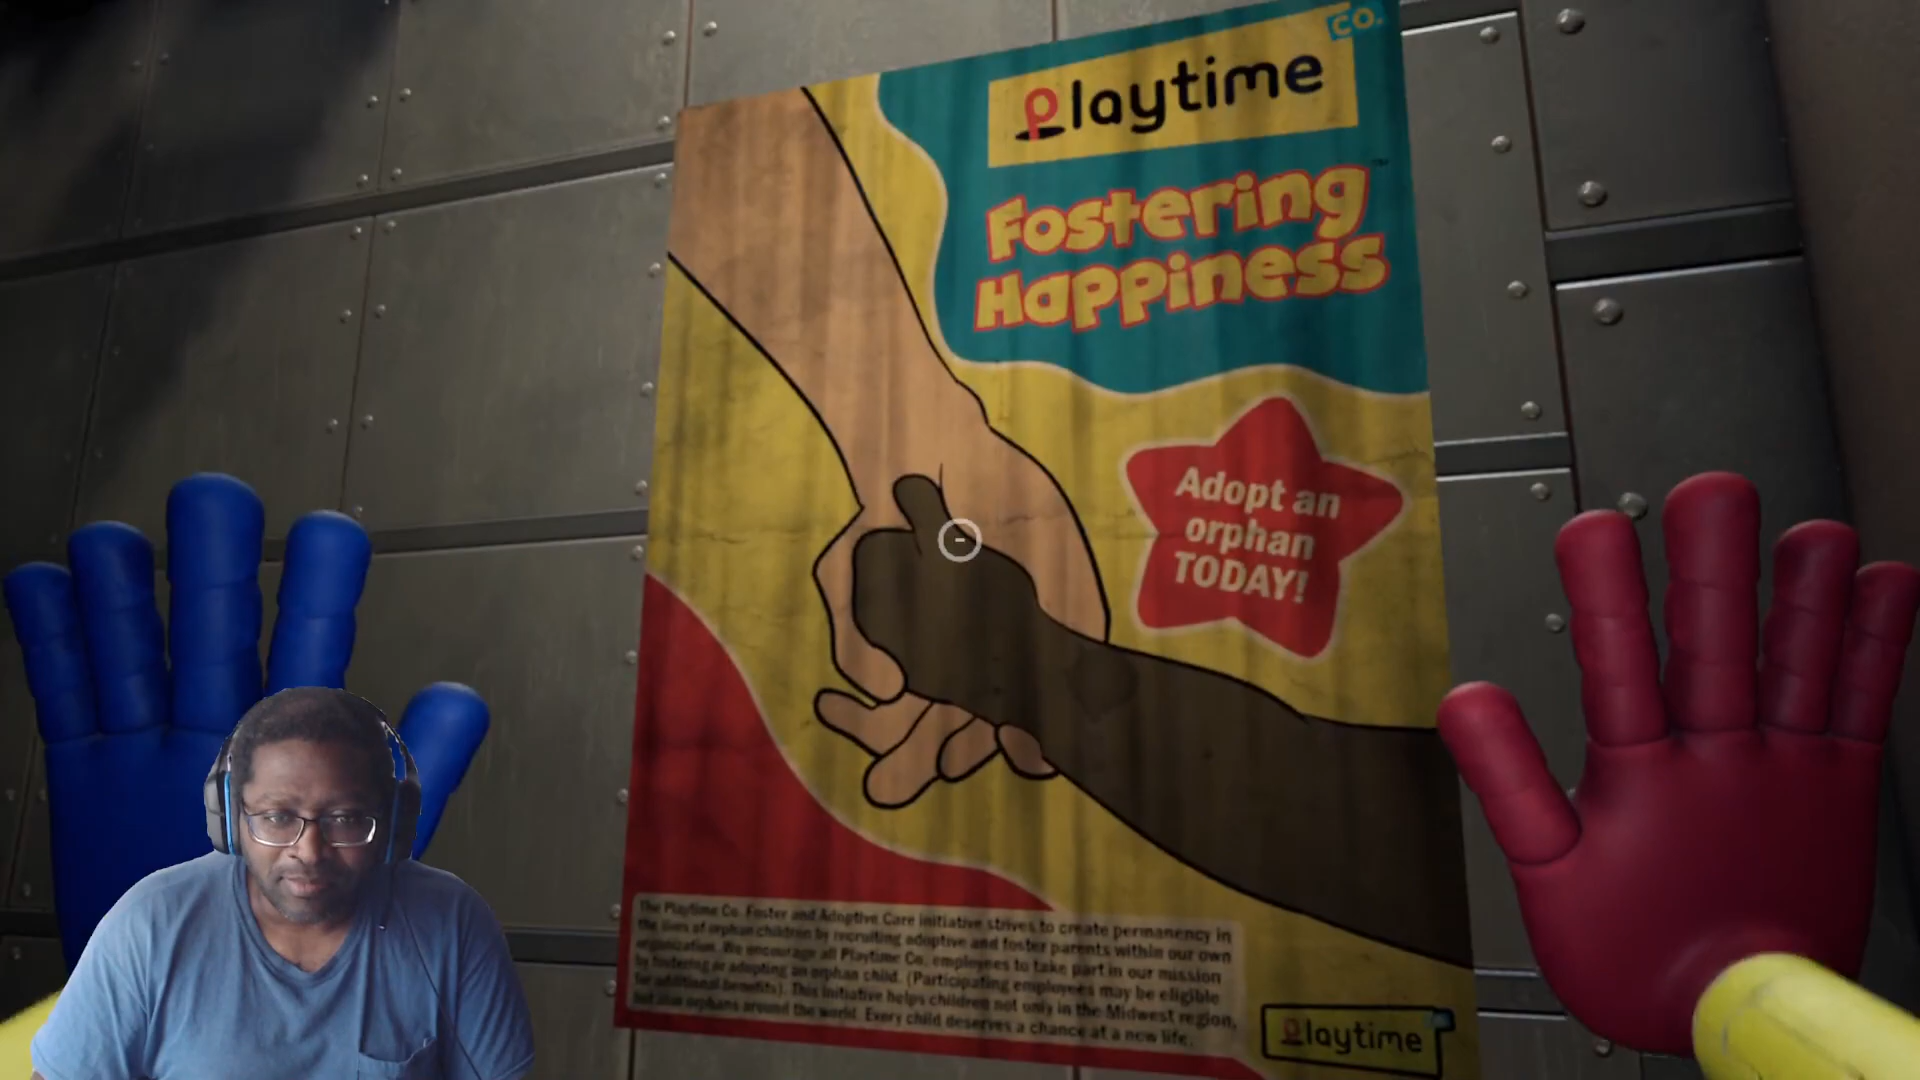 Playtime
CO.
Fostering
Happiness
™
Adopt an
orphan
TODAY!
The Playtime Co. Foster and Adoptive Care initiative strives to create permanency in
the lives of orphan children by recruiting adoptive and foster parents within our own
organization. We encourage all Playtime Co. employees to take part in our mission
by fostering or adopting an orphan child. (Participating employees may be eligible
for additional benefits). This initiative helps children not only in the Midwest region,
but also orphans around the world. Every child deserves a chance at a new life.
Playtime